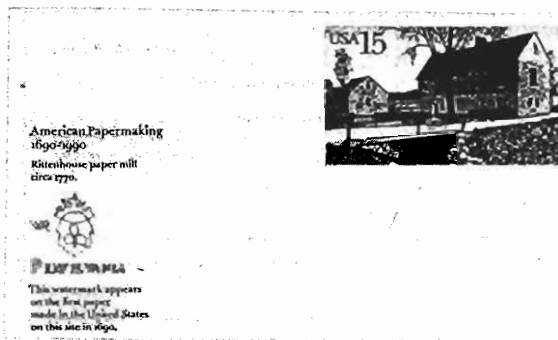 USA 15
American Papermaking
1690-1990
Rittenhouse paper mill
circa 1770.
WR
This watermark appears
on the first paper
made in the United States
on this site in 1690.